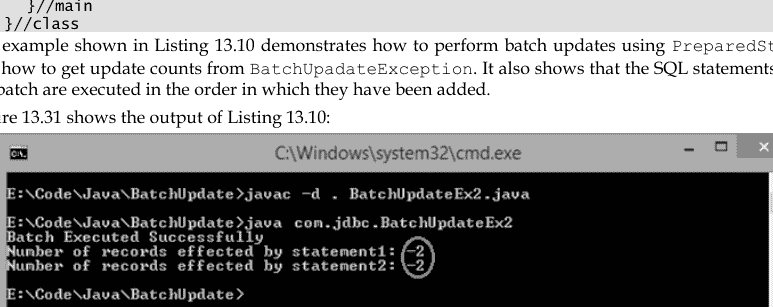 }//main
}//class
example shown in Listing 13.10 demonstrates how to perform batch updates using PreparedSt
how to get update counts from BatchUpadateException. It also shows that the SQL statements
batch are executed in the order in which they have been added.
re 13.31 shows the output of Listing 13.10:
C:\Windows\system32\cmd.exe
E:\Code\Java\BatchUpdate>javac -d . BatchUpdateEx2.java
E:\Code\Java\BatchUpdate>java com.jdbc.BatchUpdateEx2
Batch Executed Successfully
Number of records effected by statement1: -2
Number of records effected by statement2: -2
E:\Code\Java\BatchUpdate>